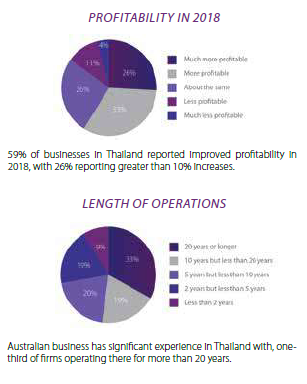 PROFITABILITY IN 2018
4%
11%
26%
26%
33%
Much more profitable
More profitable
About the same
Less profitable
Much less profitable
59% of businesses in Thailand reported improved profitability in
2018, with 26% reporting greater than 10% increases.
LENGTH OF OPERATIONS
33%
19%
20%
19%
20 years or longer
10 years but less than 20 years
5 years but less than 10 years
2 years but less than 5 years
Less than 2 years
Australian business has significant experience in Thailand with, one-
third of firms operating there for more than 20 years.